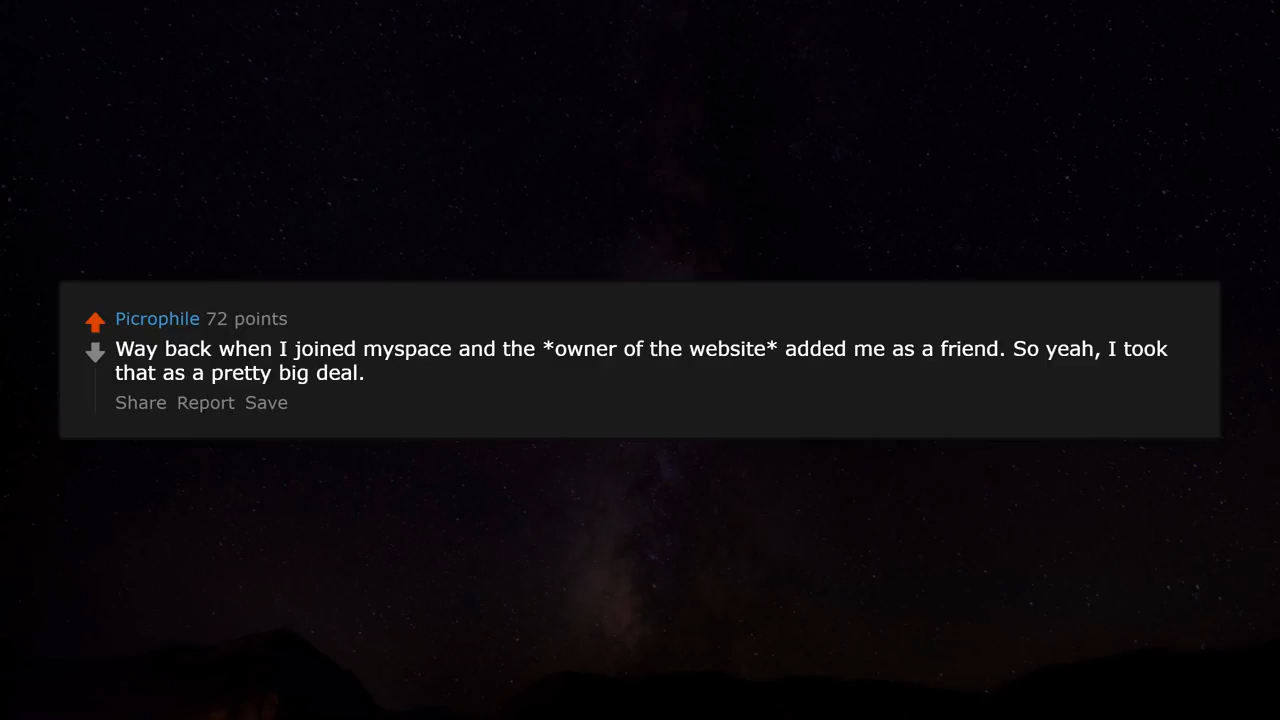 Picrophile 72 points
Way back when I joined myspace and the *owner of the website* added me as a friend. So yeah, I took
that as a pretty big deal.
Share Report Save